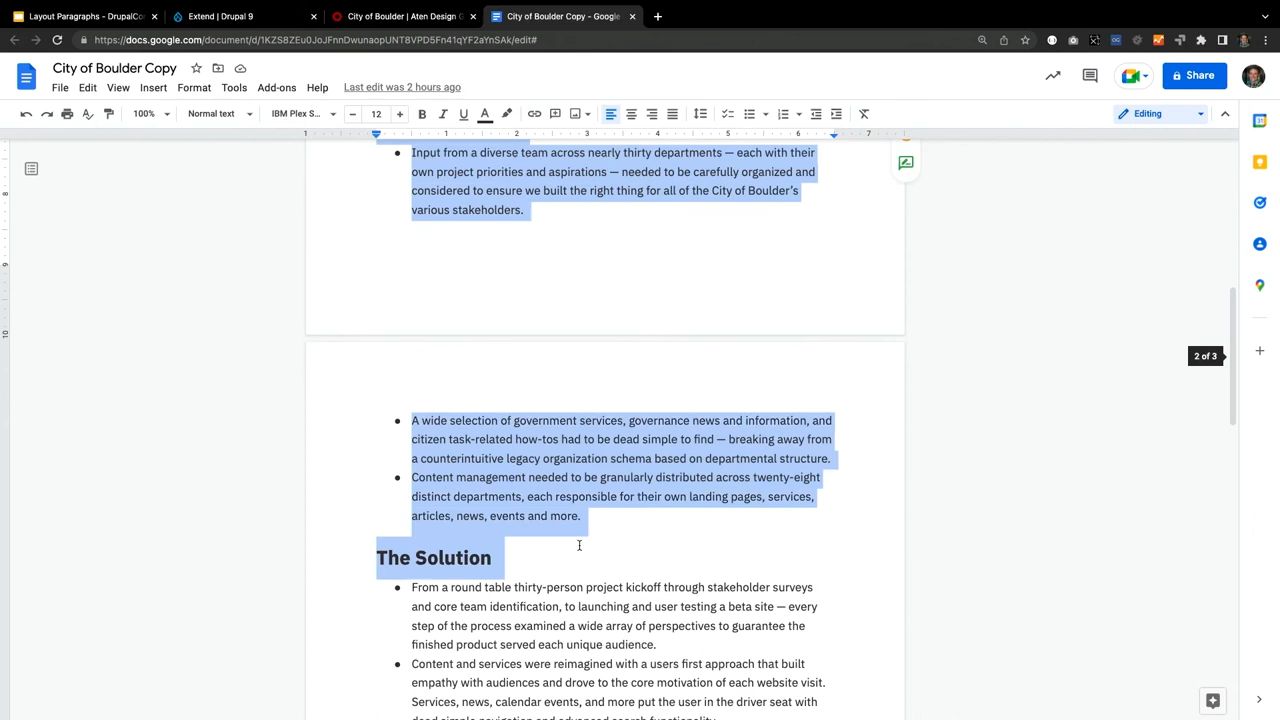 Layout Paragraphs - DrupalCo
Extend | Drupal 9
City of Boulder | Aten Design G
City of Boulder Copy - Google
https://docs.google.com/document/d/1KZS8ZEu0JoJFnnDwunaopUNT8VPD5Fn41qYF2aYnSAk/edit#
City of Boulder Copy
File Edit View Insert Format Tools Add-ons Help Last edit was 2 hours ago
Share
100% Normal text IBM Plex S... 12 B I U A Editing
1 1 2 3 4 5 6 7
8
9
10
Input from a diverse team across nearly thirty departments — each with their
own project priorities and aspirations — needed to be carefully organized and
considered to ensure we built the right thing for all of the City of Boulder’s
various stakeholders.
2 of 3
A wide selection of government services, governance news and information, and
citizen task-related how-tos had to be dead simple to find — breaking away from
a counterintuitive legacy organization schema based on departmental structure.
Content management needed to be granularly distributed across twenty-eight
distinct departments, each responsible for their own landing pages, services,
articles, news, events and more.
The Solution
From a round table thirty-person project kickoff through stakeholder surveys
and core team identification, to launching and user testing a beta site — every
step of the process examined a wide array of perspectives to guarantee the
finished product served each unique audience.
Content and services were reimagined with a users first approach that built
empathy with audiences and drove to the core motivation of each website visit.
Services, news, calendar events, and more put the user in the driver seat with
dead simple navigation and advanced search functionality.